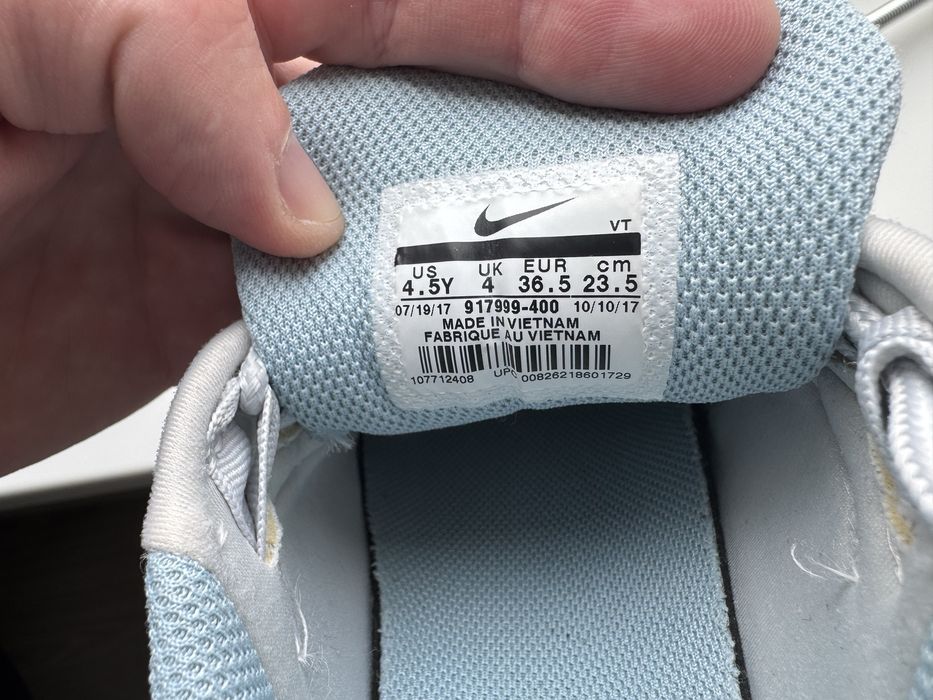 VT
US UK EUR cm
4.5Y 4 36.5 23.5
07/19/17 917999-400 10/10/17
MADE IN VIETNAM
FABRIQUE AU VIETNAM
107712408 UPC 00826218601729